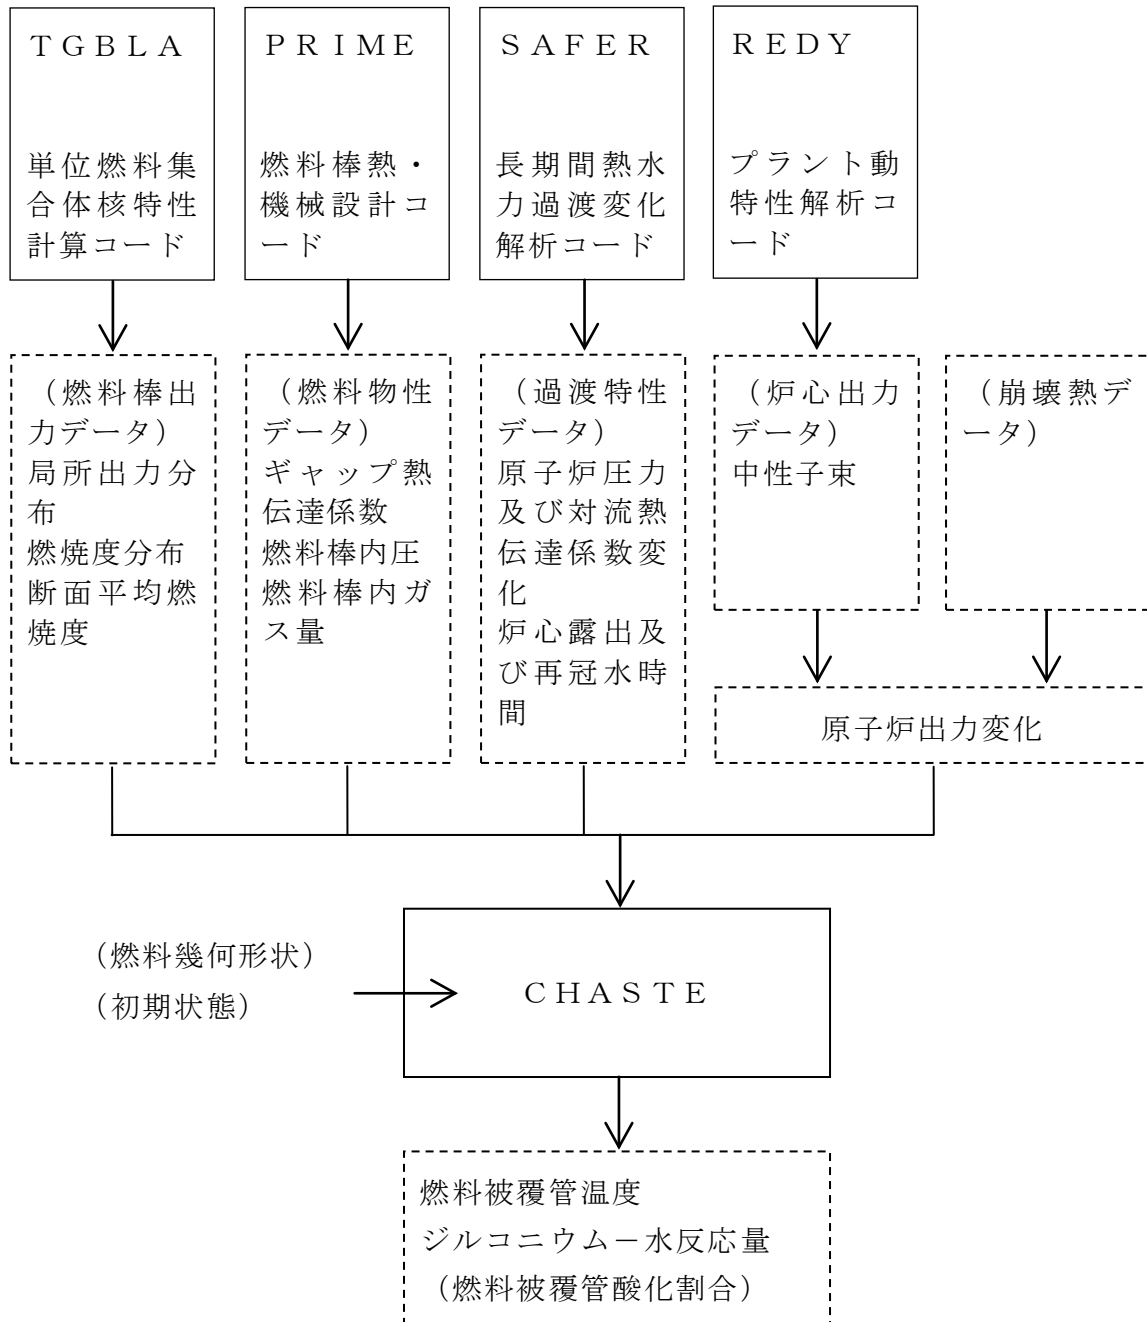 ＴＧＢＬＡ
単位燃料集
合体核特性
計算コード
ＰＲＩＭＥ
燃料棒熱・
機械設計コ
ード
ＳＡＦＥＲ
長期間熱水
力過渡変化
解析コード
ＲＥＤＹ
プラント動
特性解析コ
ード
（燃料棒出
力データ）
局所出力分
布
燃焼度分布
断面平均燃
焼度
（燃料物性
データ）
ギャップ熱
伝達係数
燃料棒内圧
燃料棒内ガ
ス量
（過渡特性
データ）
原子炉圧力
及び対流熱
伝達係数変
化
炉心露出及
び再冠水時
間
（炉心出力
データ）
中性子束
（崩壊熱デ
ータ）
原子炉出力変化
（燃料幾何形状）
（初期状態）
ＣＨＡＳＴＥ
燃料被覆管温度
ジルコニウム－水反応量
（燃料被覆管酸化割合）